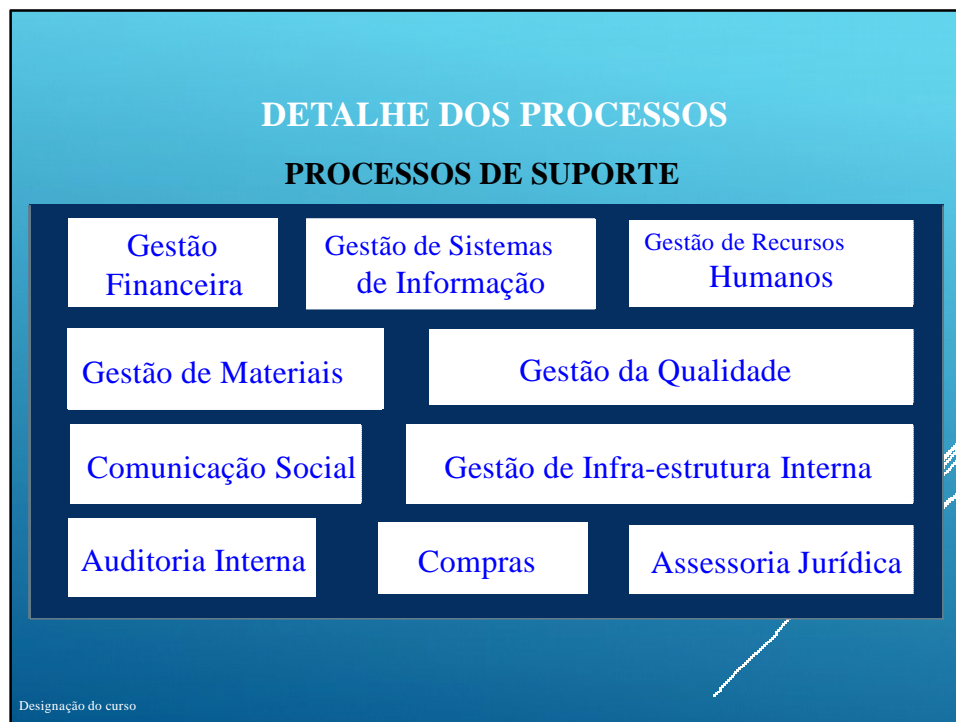 DETALHE DOS PROCESSOS
PROCESSOS DE SUPORTE
Gestão
Financeira
Gestão de Sistemas
de Informação
Gestão de Recursos
Humanos
Gestão de Materiais
Gestão da Qualidade
Comunicação Social
Gestão de Infra-estrutura Interna
Auditoria Interna
Compras
Assessoria Jurídica
Designação do curso